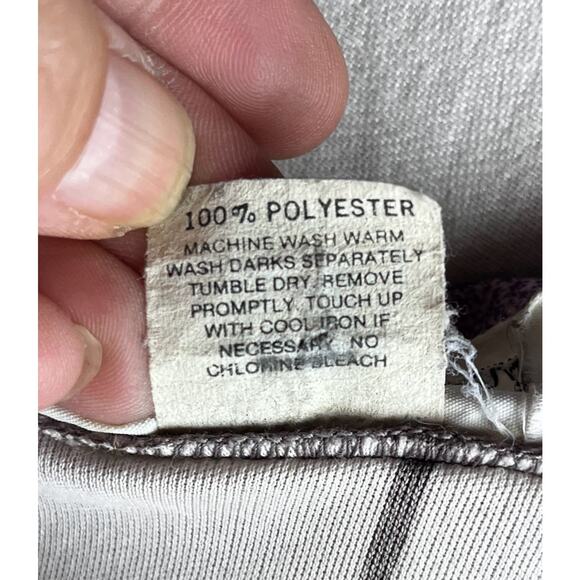 100% POLYESTER
MACHINE WASH WARM
WASH DARKS SEPARATELY
TUMBLE DRY, REMOVE
PROMPTLY, TOUCH UP
WITH COOL IRON IF
NECESSARY. NO
CHLORINE BLEACH